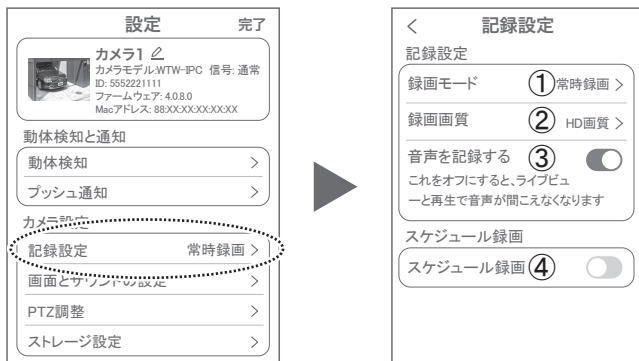 設定
完了
カメラ1
カメラモデル:WTW-IPC 信号: 通常
ID: 5552221111
ファームウェア: 4.0.8.0
Macアドレス: 88:XX:XX:XX:XX:XX
動体検知と通知
動体検知 >
プッシュ通知 >
カメラ設定
記録設定 常時録画 >
画面とサウンドの設定 >
PTZ調整 >
ストレージ設定 >
< 記録設定
記録設定
録画モード ① 常時録画 >
録画画質 ② HD画質 >
音声を記録する ③
これをオフにすると、ライブビュ
ーと再生で音声が聞こえなくなります
スケジュール録画
スケジュール録画 ④